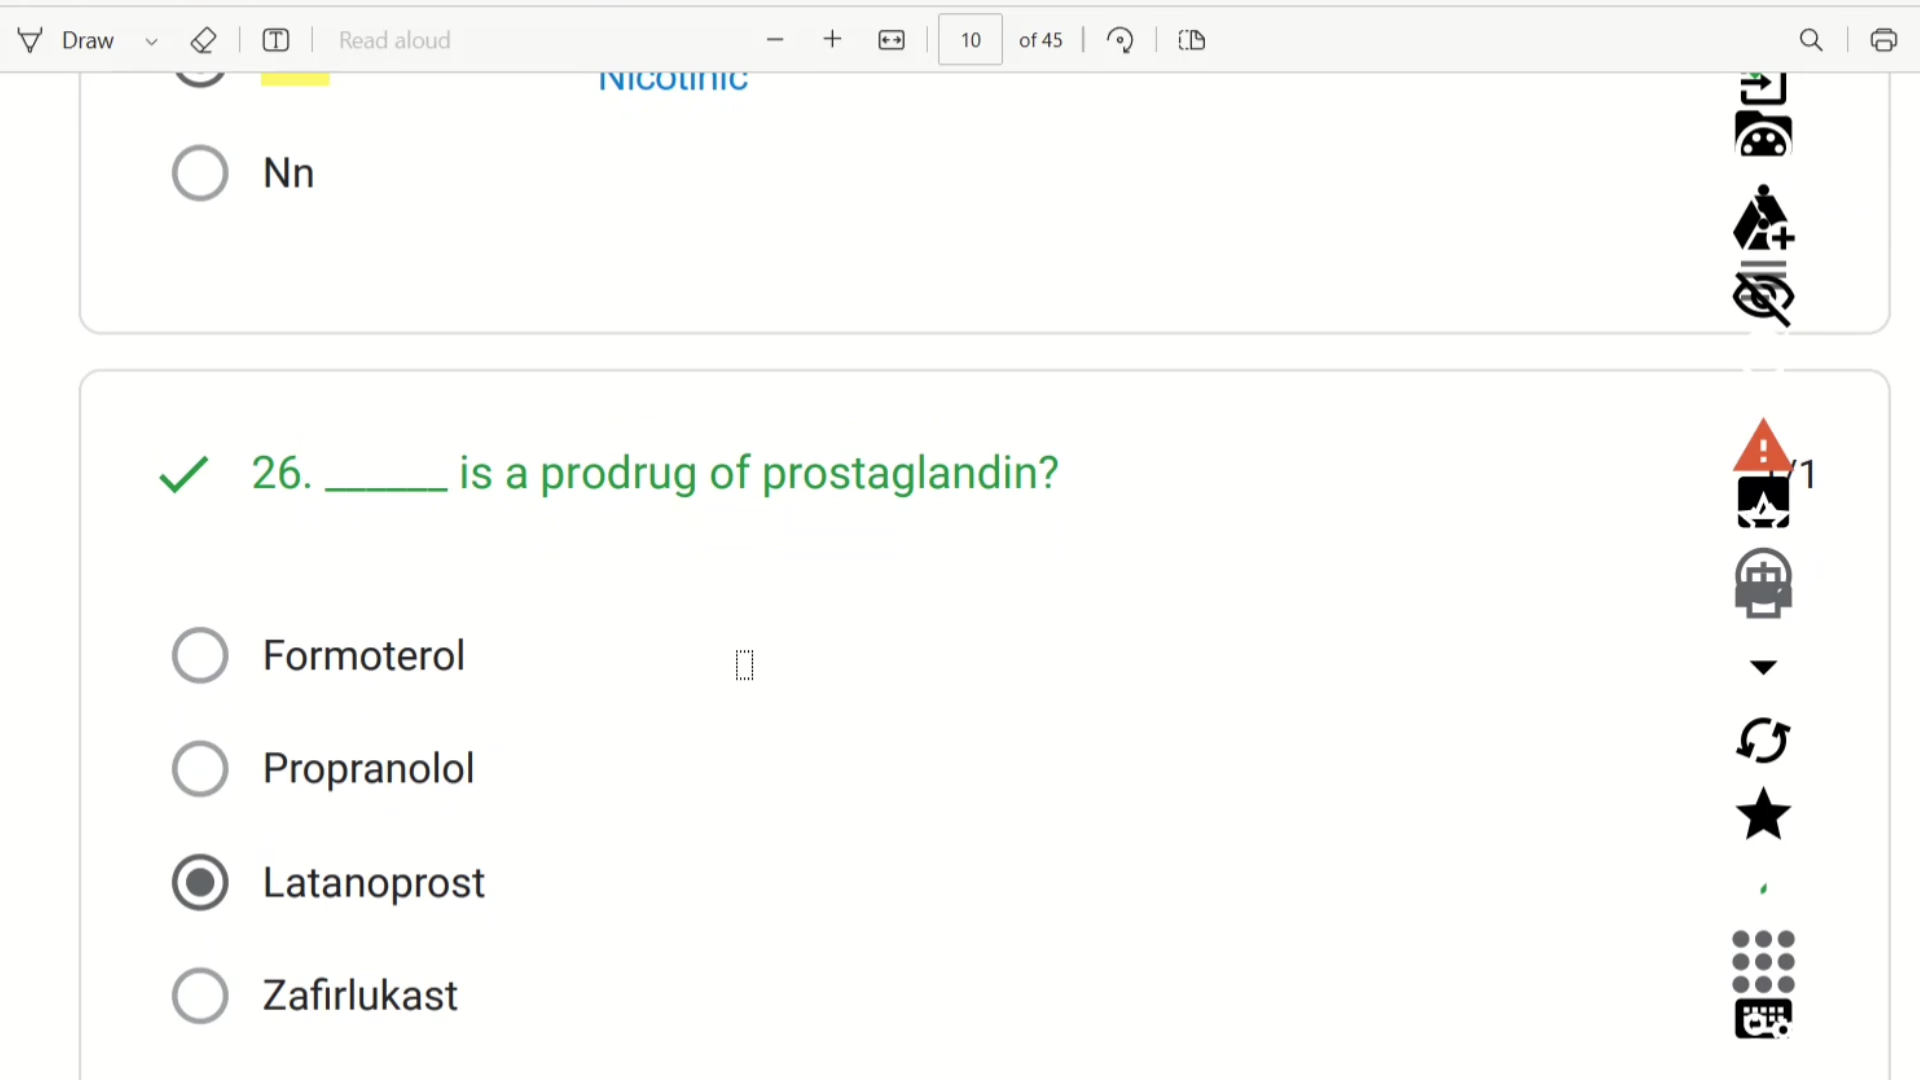 Draw Read aloud 10 of 45
Nicotinic
Nn
26. ______ is a prodrug of prostaglandin? /1
Formoterol
Propranolol
Latanoprost
Zafirlukast